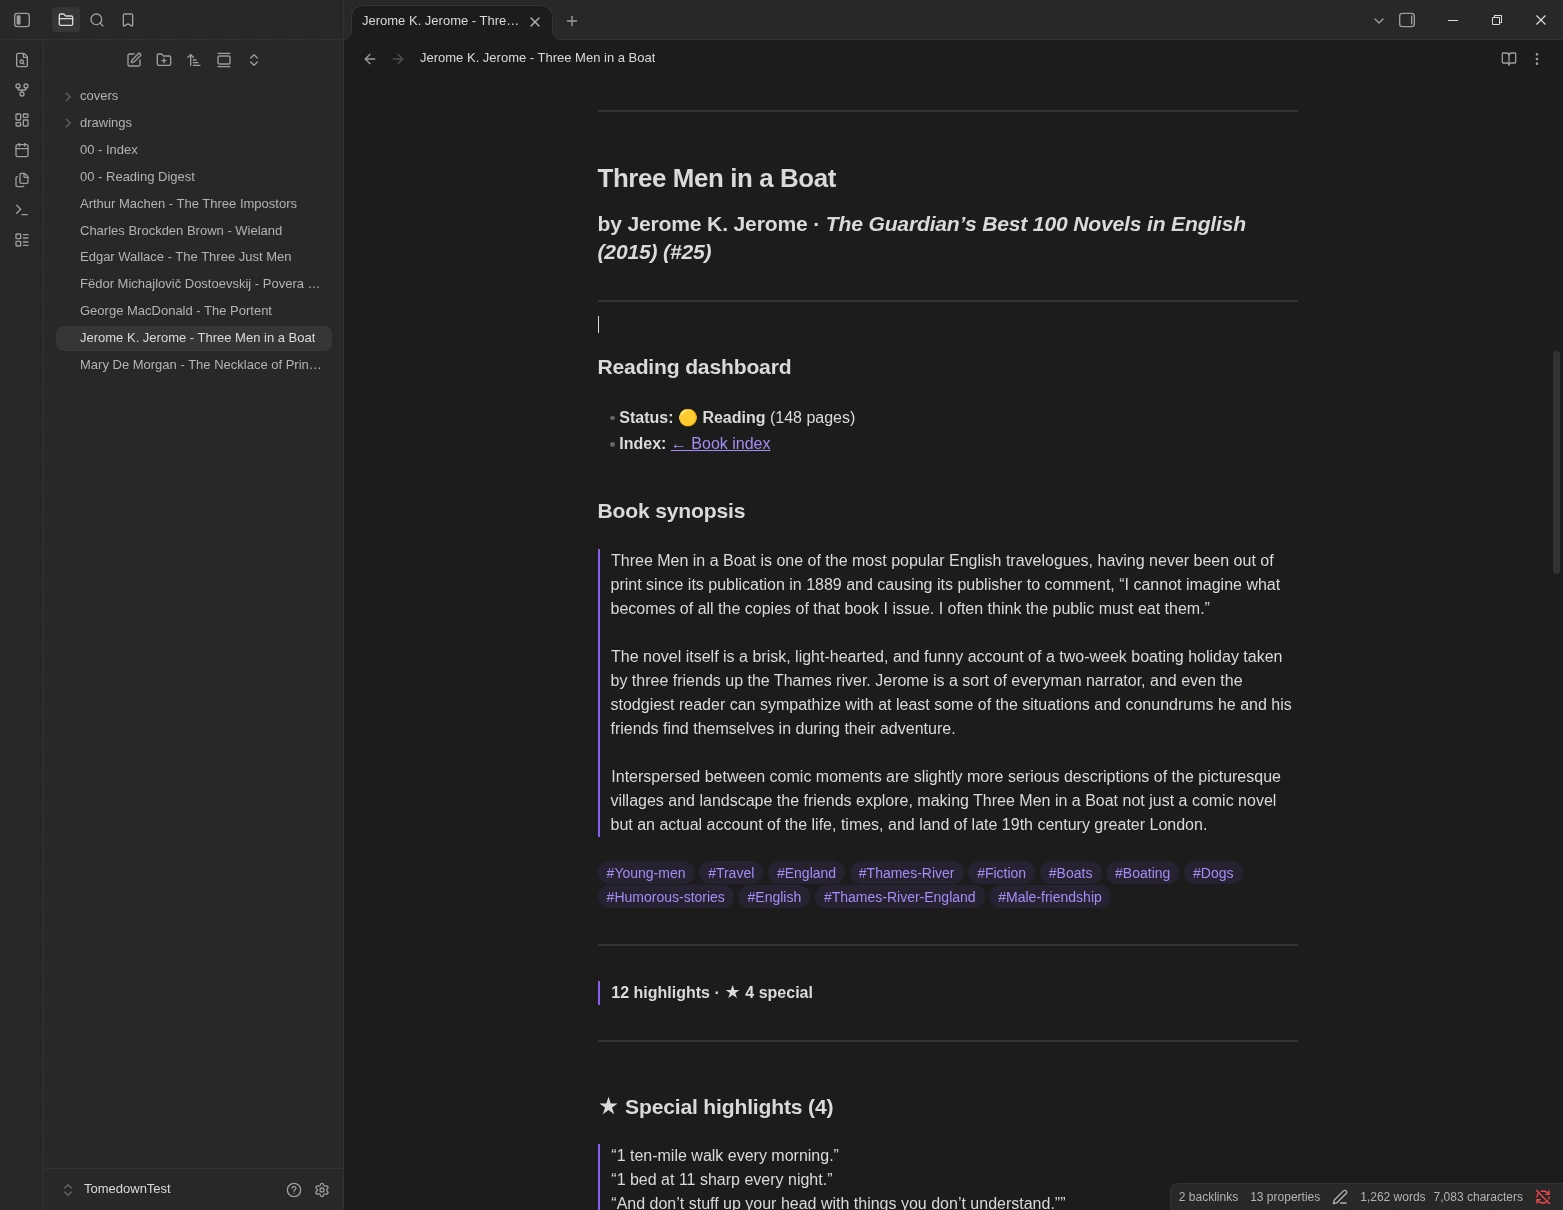 Jerome K. Jerome - Thre…
Jerome K. Jerome - Three Men in a Boat
covers
drawings
00 - Index
00 - Reading Digest
Arthur Machen - The Three Impostors
Charles Brockden Brown - Wieland
Edgar Wallace - The Three Just Men
Fëdor Michajlovič Dostoevskij - Povera …
George MacDonald - The Portent
Jerome K. Jerome - Three Men in a Boat
Mary De Morgan - The Necklace of Prin…
TomedownTest
Three Men in a Boat
by Jerome K. Jerome · The Guardian’s Best 100 Novels in English
(2015) (#25)
Reading dashboard
Status: 🟡 Reading (148 pages)
Index: ← Book index
Book synopsis
Three Men in a Boat is one of the most popular English travelogues, having never been out of
print since its publication in 1889 and causing its publisher to comment, “I cannot imagine what
becomes of all the copies of that book I issue. I often think the public must eat them.”
The novel itself is a brisk, light-hearted, and funny account of a two-week boating holiday taken
by three friends up the Thames river. Jerome is a sort of everyman narrator, and even the
stodgiest reader can sympathize with at least some of the situations and conundrums he and his
friends find themselves in during their adventure.
Interspersed between comic moments are slightly more serious descriptions of the picturesque
villages and landscape the friends explore, making Three Men in a Boat not just a comic novel
but an actual account of the life, times, and land of late 19th century greater London.
#Young-men #Travel #England #Thames-River #Fiction #Boats #Boating #Dogs
#Humorous-stories #English #Thames-River-England #Male-friendship
12 highlights · ★ 4 special
★ Special highlights (4)
“1 ten-mile walk every morning.”
“1 bed at 11 sharp every night.”
“And don’t stuff up your head with things you don’t understand.””
2 backlinks 13 properties 1,262 words 7,083 characters